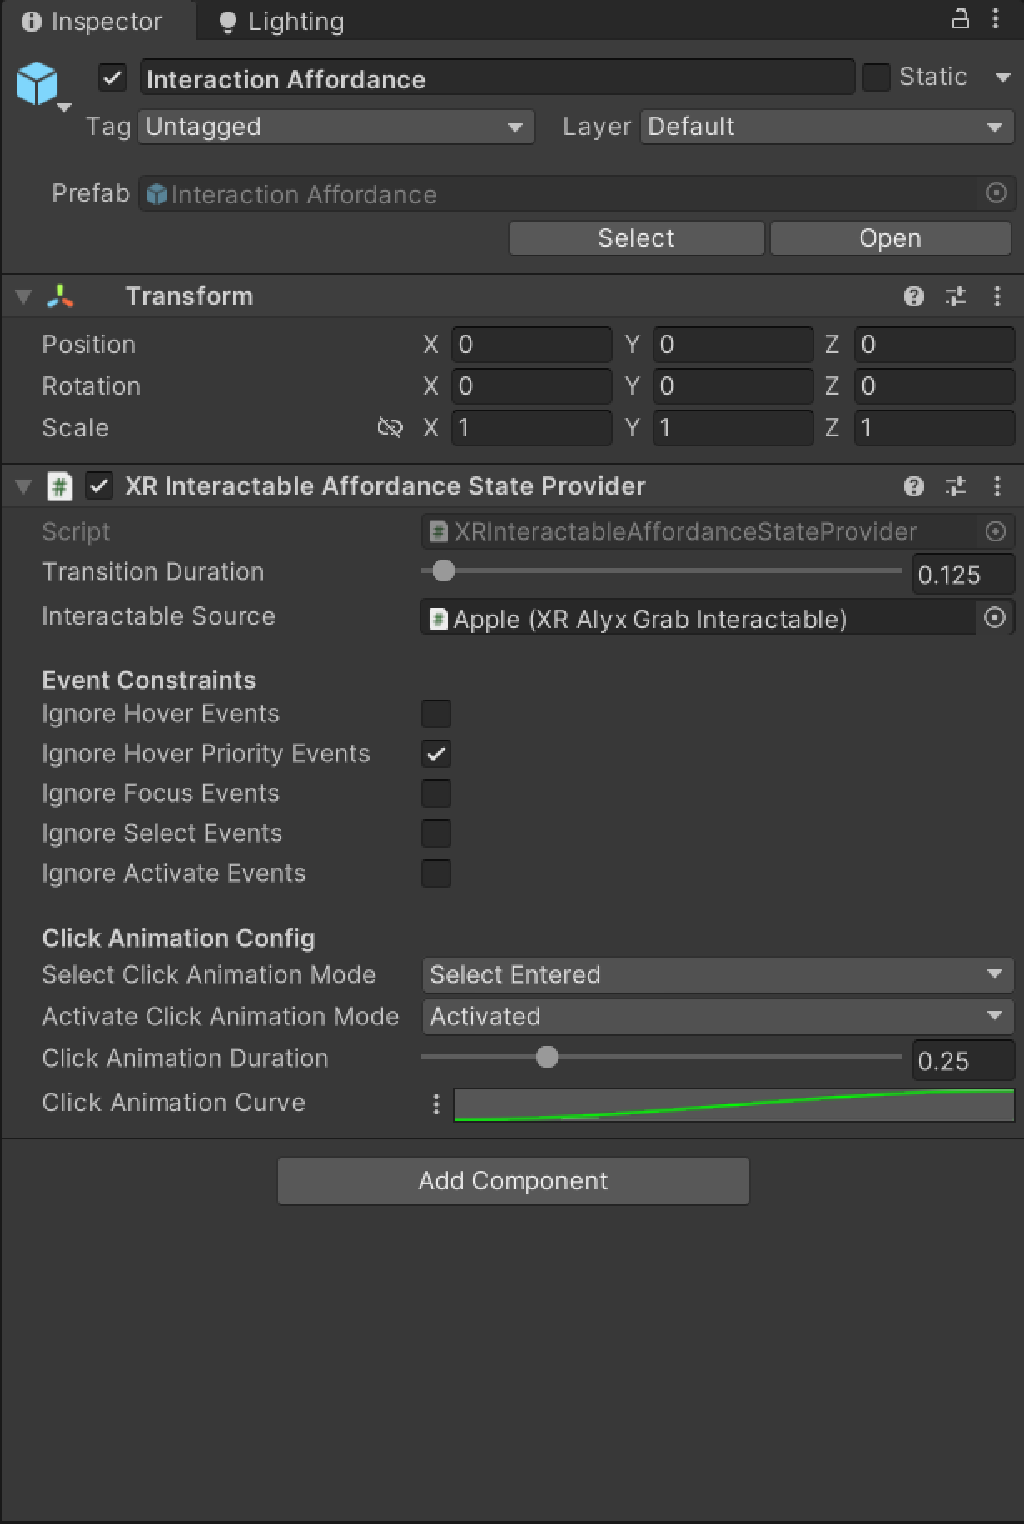 Inspector Lighting
Interaction Affordance Static
Tag Untagged Layer Default
Prefab Interaction Affordance
Select Open
Transform
Position X 0 Y 0 Z 0
Rotation X 0 Y 0 Z 0
Scale X 1 Y 1 Z 1
# XR Interactable Affordance State Provider
Script # XRInteractableAffordanceStateProvider
Transition Duration 0.125
Interactable Source # Apple (XR Alyx Grab Interactable)
Event Constraints
Ignore Hover Events
Ignore Hover Priority Events
Ignore Focus Events
Ignore Select Events
Ignore Activate Events
Click Animation Config
Select Click Animation Mode Select Entered
Activate Click Animation Mode Activated
Click Animation Duration 0.25
Click Animation Curve
Add Component